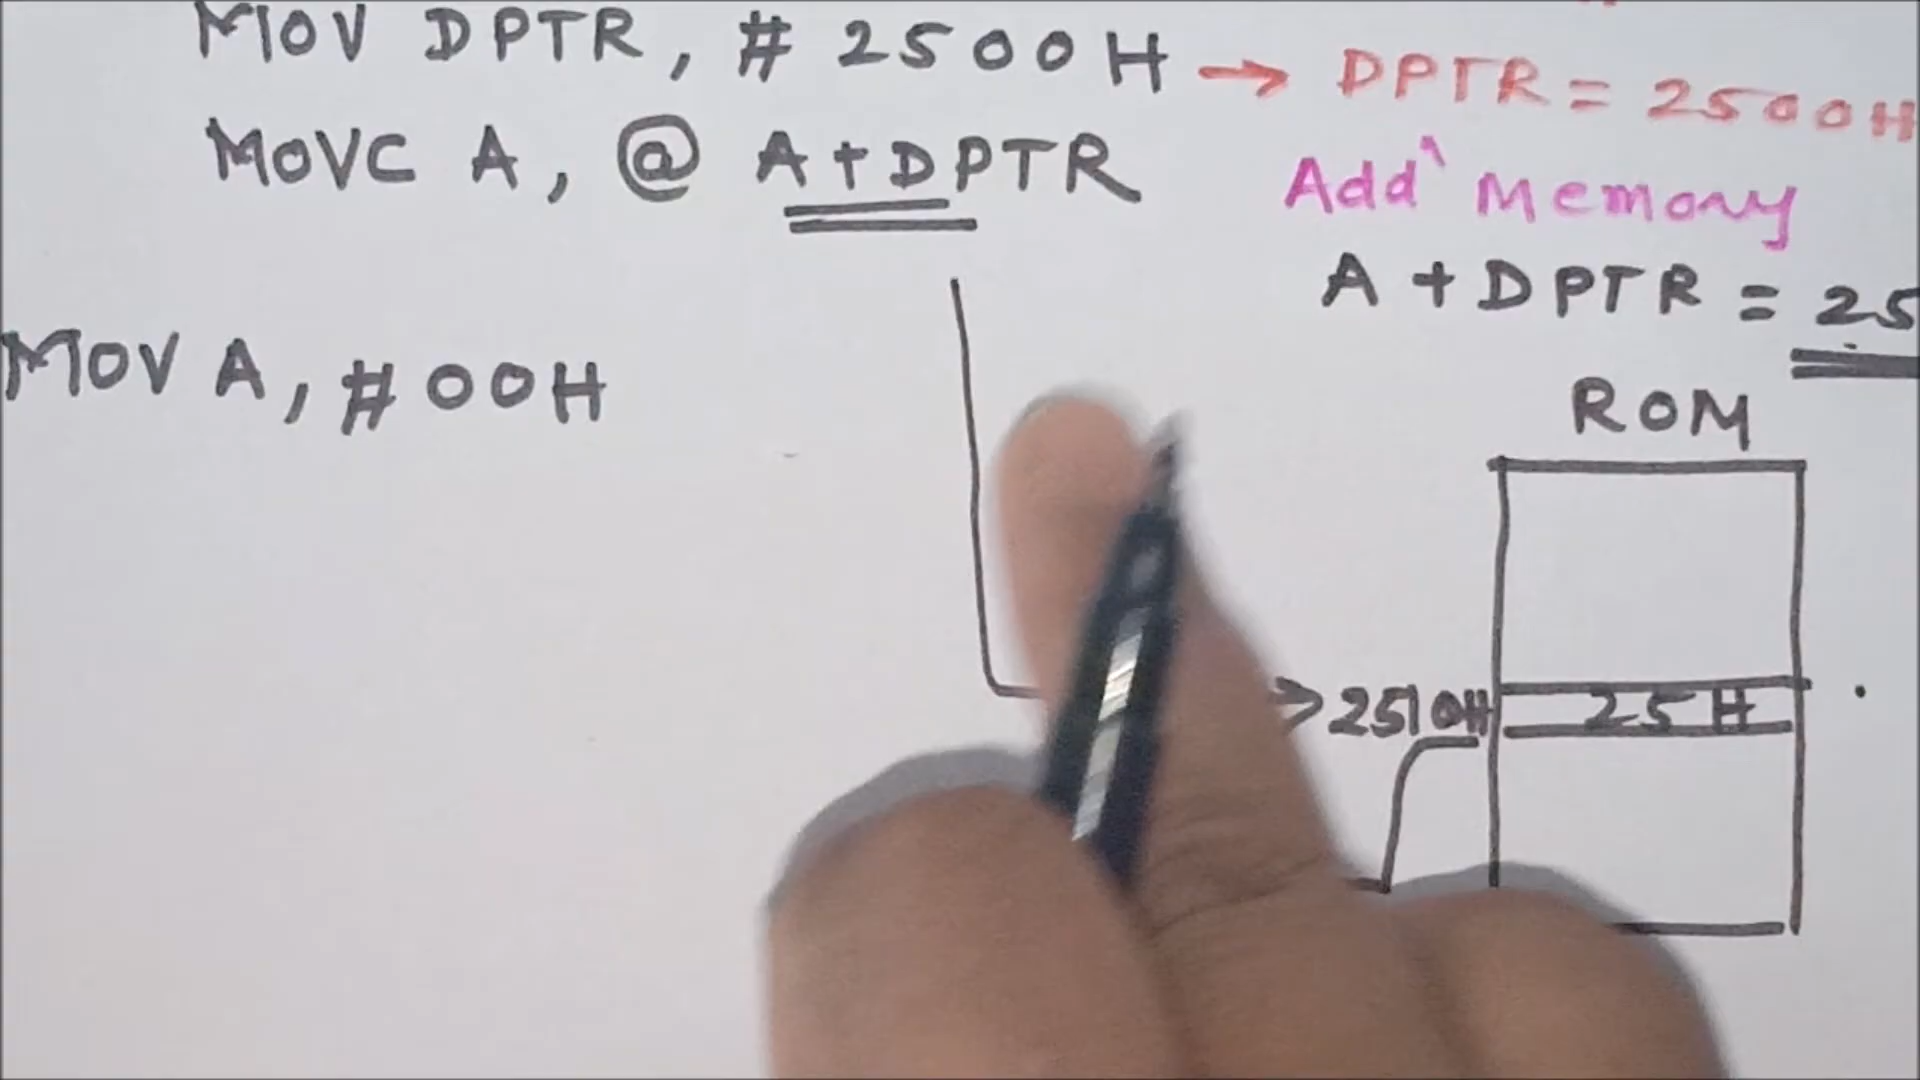 MOV DPTR, # 2500H → DPTR = 2500H
MOVC A, @ A+DPTR
Add^ Memory
A + DPTR = 25
MOV A, #00H
ROM
2510H 25H